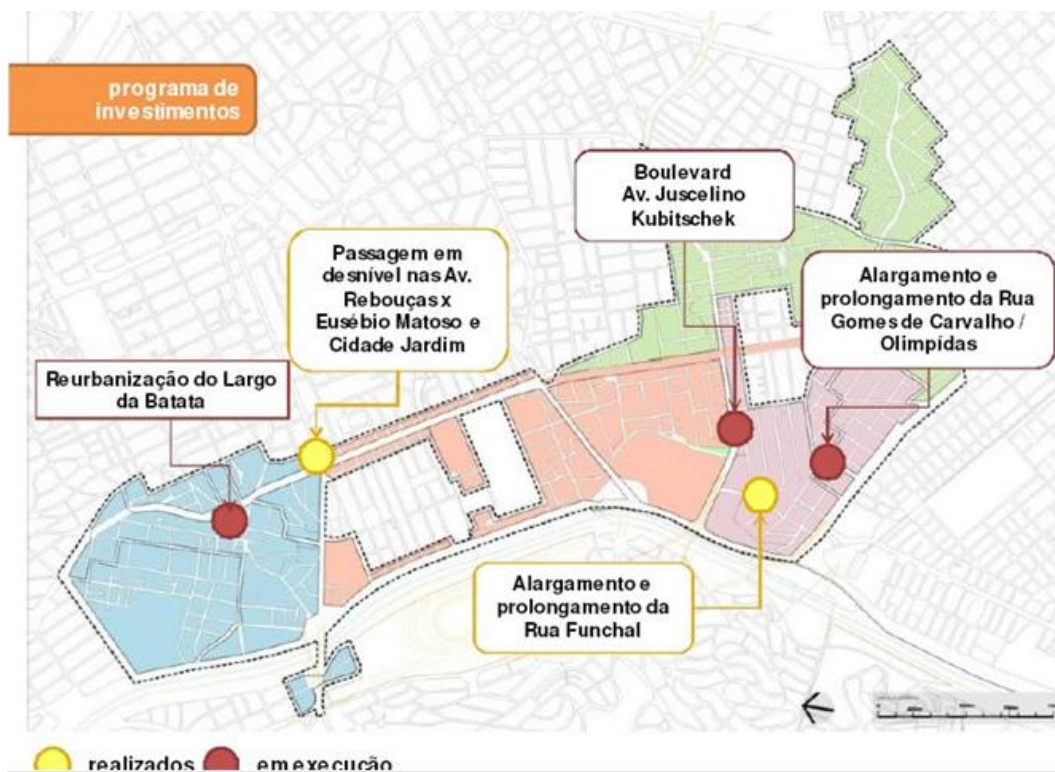 programa de
investimentos
Boulevard
Av. Juscelino
Kubitschek
Passagem em
desnível nas Av.
Rebouças x
Eusébio Matoso e
Cidade Jardim
Alargamento e
prolongamento da Rua
Gomes de Carvalho /
Olimpídas
Reurbanização do Largo
da Batata
Alargamento e
prolongamento da
Rua Funchal
realizados em execução